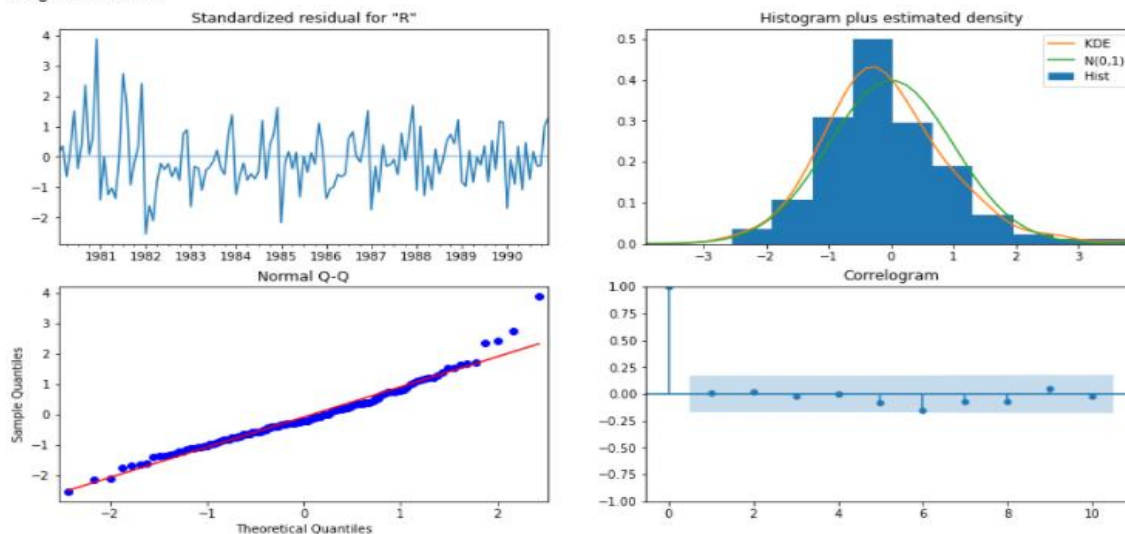 Standardized residual for "R"
4
3
2
1
0
−1
−2
1981 1982 1983 1984 1985 1986 1987 1988 1989 1990
Histogram plus estimated density
KDE
N(0,1)
Hist
0.5
0.4
0.3
0.2
0.1
0.0
−3 −2 −1 0 1 2 3
Normal Q-Q
Sample Quantiles
4
3
2
1
0
−1
−2
−2 −1 0 1 2
Theoretical Quantiles
Correlogram
1.00
0.75
0.50
0.25
0.00
−0.25
−0.50
−0.75
−1.00
0 2 4 6 8 10